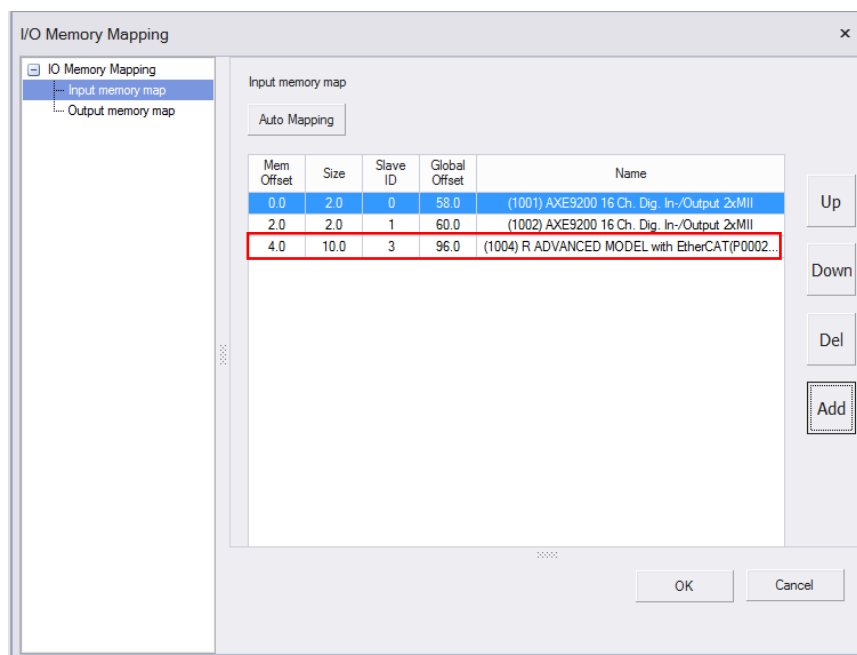 I/O Memory Mapping
IO Memory Mapping
Input memory map
Output memory map
Input memory map
Auto Mapping
Mem Offset Size Slave ID Global Offset Name
0.0 2.0 0 58.0 (1001) AXE9200 16 Ch. Dig. In-/Output 2xMII
2.0 2.0 1 60.0 (1002) AXE9200 16 Ch. Dig. In-/Output 2xMII
4.0 10.0 3 96.0 (1004) R ADVANCED MODEL with EtherCAT(P0002...
Up
Down
Del
Add
OK Cancel